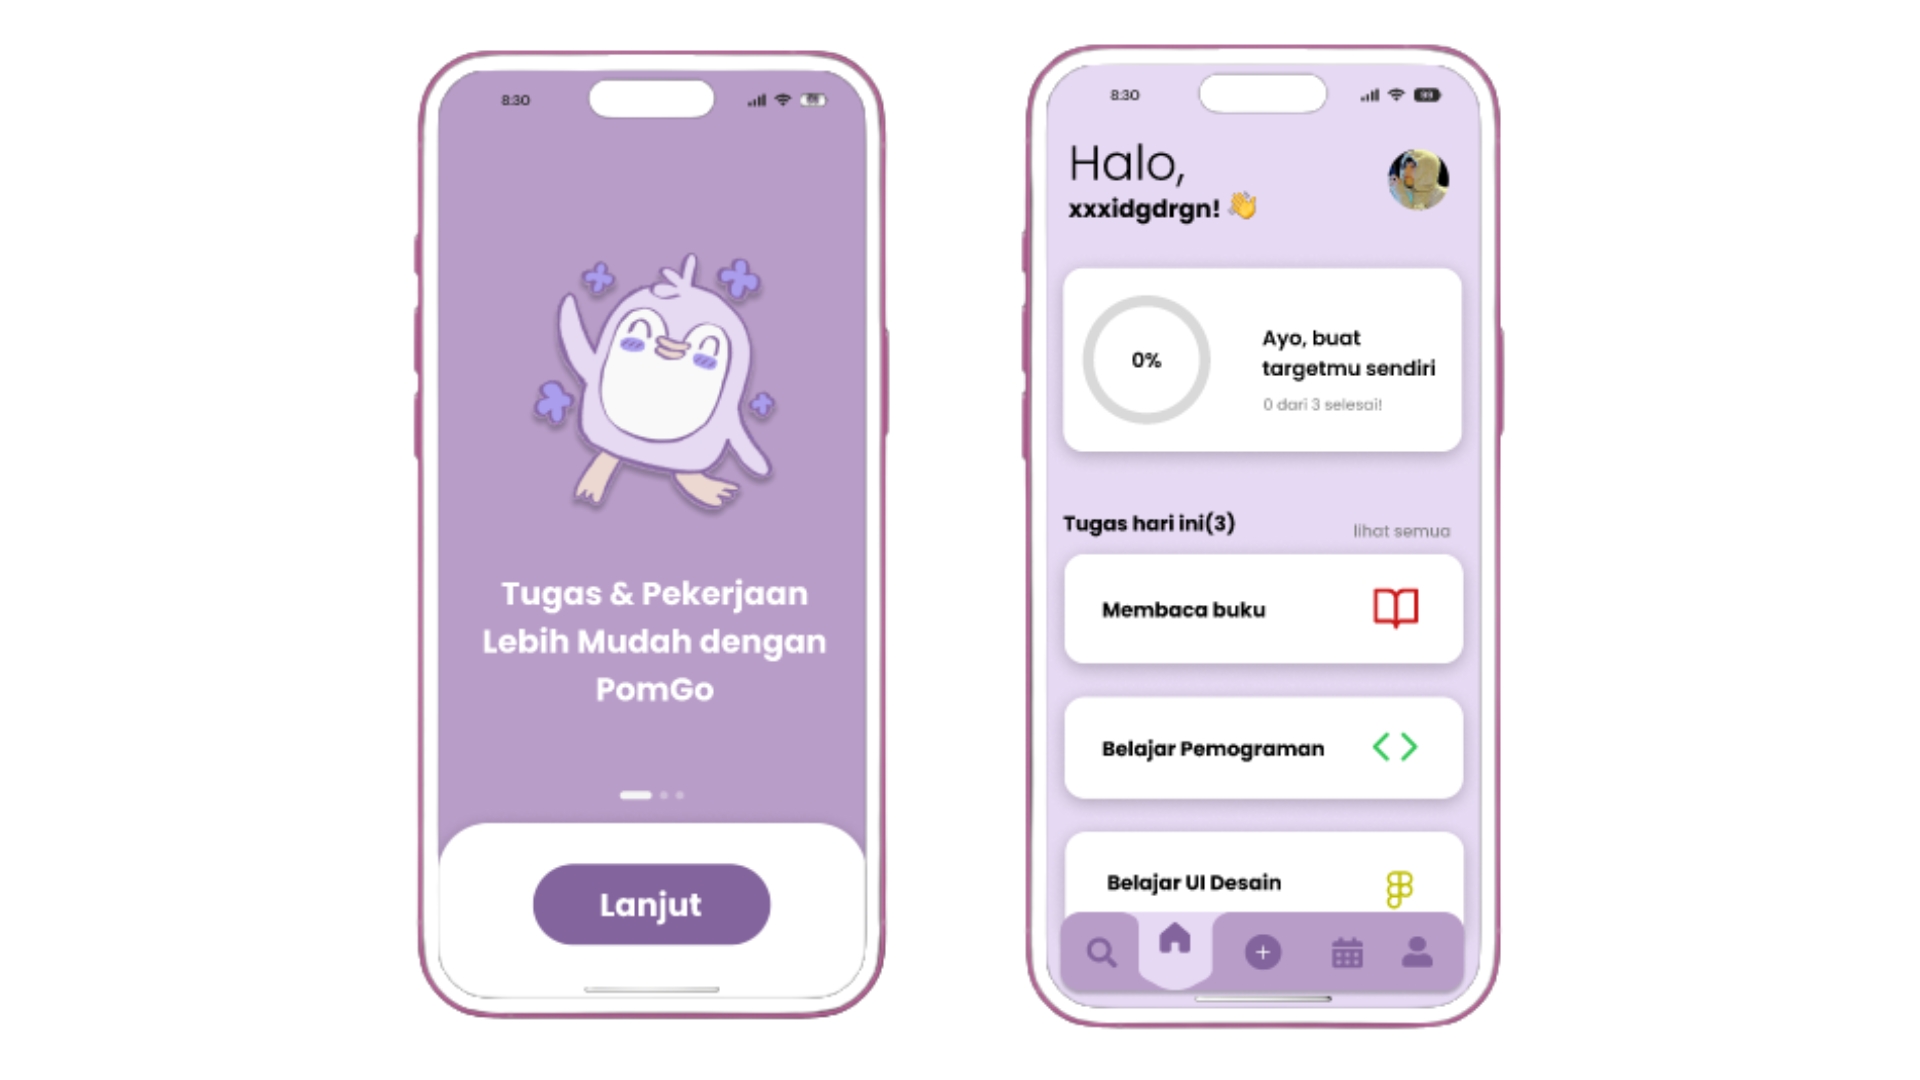 8:30
Tugas & Pekerjaan
Lebih Mudah dengan
PomGo
Lanjut
8:30
Halo,
xxxidgdrgn! 👋
0%
Ayo, buat
targetmu sendiri
0 dari 3 selesai!
Tugas hari ini(3)
lihat semua
Membaca buku
Belajar Pemograman
Belajar UI Desain